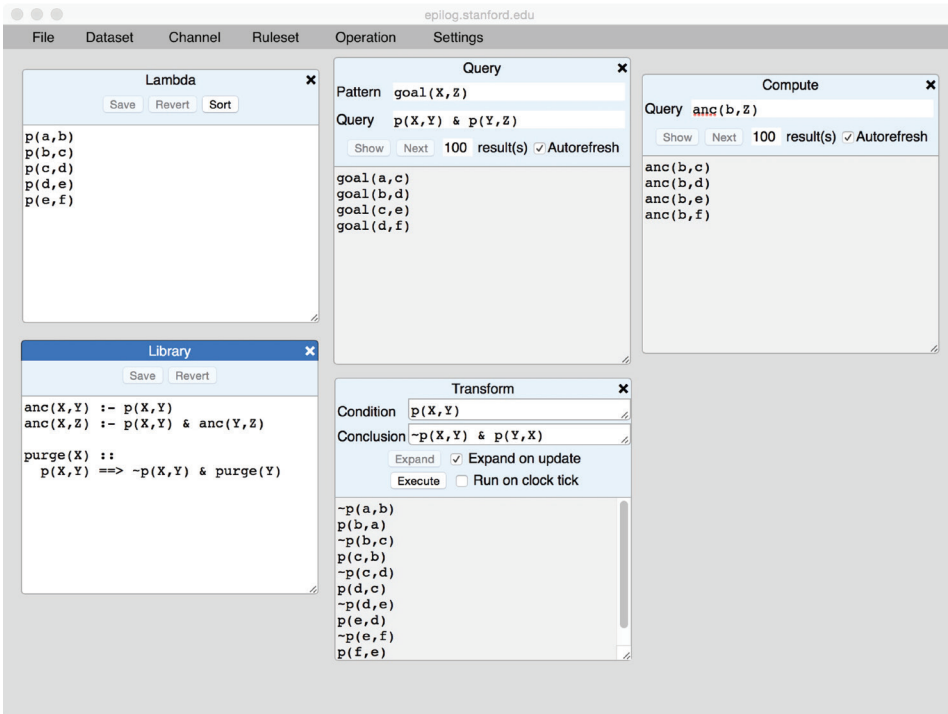 epilog.stanford.edu
File Dataset Channel Ruleset Operation Settings
Lambda
Save Revert Sort
p(a,b)
p(b,c)
p(c,d)
p(d,e)
p(e,f)
Library
Save Revert
anc(X,Y) :- p(X,Y)
anc(X,Z) :- p(X,Y) & anc(Y,Z)
purge(X) ::
p(X,Y) ==> ~p(X,Y) & purge(Y)
Query
Pattern goal(X,Z)
Query p(X,Y) & p(Y,Z)
Show Next 100 result(s) Autorefresh
goal(a,c)
goal(b,d)
goal(c,e)
goal(d,f)
Transform
Condition p(X,Y)
Conclusion ~p(X,Y) & p(Y,X)
Expand Expand on update
Execute Run on clock tick
~p(a,b)
p(b,a)
~p(b,c)
p(c,b)
~p(c,d)
p(d,c)
~p(d,e)
p(e,d)
~p(e,f)
p(f,e)
Compute
Query anc(b,Z)
Show Next 100 result(s) Autorefresh
anc(b,c)
anc(b,d)
anc(b,e)
anc(b,f)